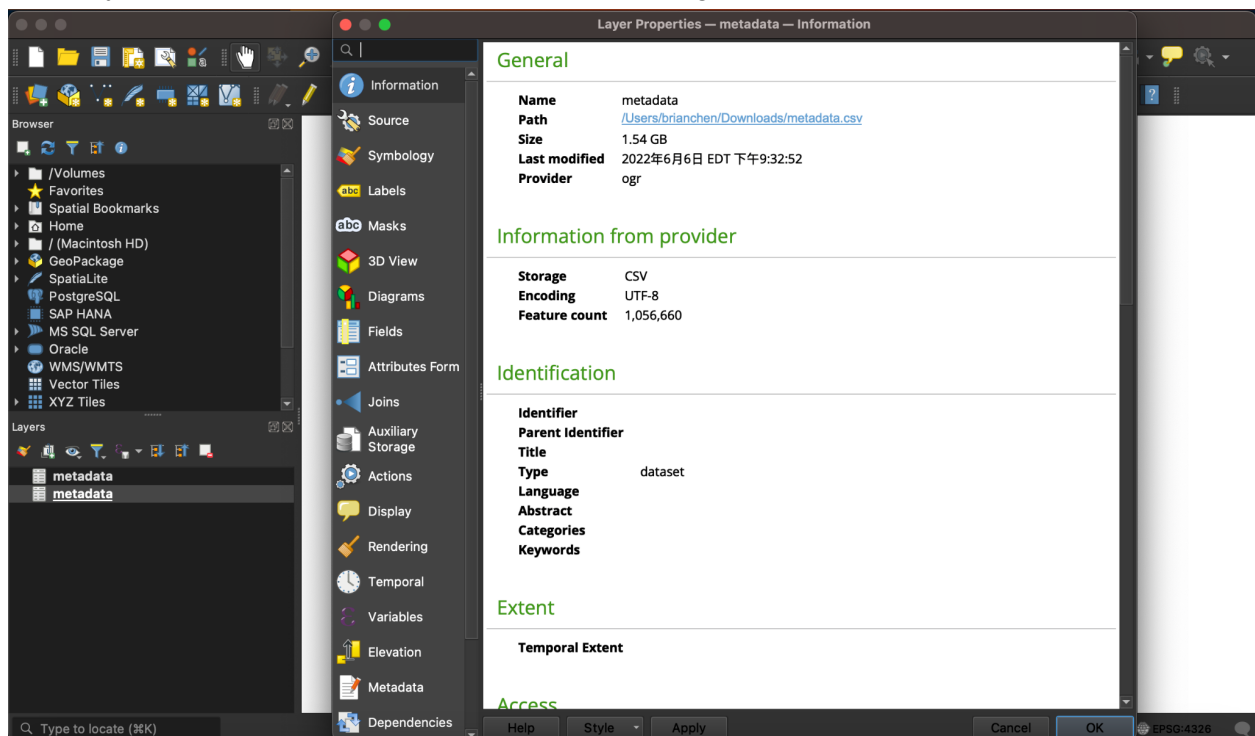 Layer Properties — metadata — Information
Browser
/Volumes
Favorites
Spatial Bookmarks
Home
/ (Macintosh HD)
GeoPackage
SpatiaLite
PostgreSQL
SAP HANA
MS SQL Server
Oracle
WMS/WMTS
Vector Tiles
XYZ Tiles
Layers
metadata
metadata
Type to locate (⌘K)
Information
Source
Symbology
abc Labels
abc Masks
3D View
Diagrams
Fields
Attributes Form
Joins
Auxiliary
Storage
Actions
Display
Rendering
Temporal
Variables
Elevation
Metadata
Dependencies
General
Name metadata
Path /Users/brianchen/Downloads/metadata.csv
Size 1.54 GB
Last modified 2022年6月6日 EDT 下午9:32:52
Provider ogr
Information from provider
Storage CSV
Encoding UTF-8
Feature count 1,056,660
Identification
Identifier
Parent Identifier
Title
Type dataset
Language
Abstract
Categories
Keywords
Extent
Temporal Extent
Access
Help Style Apply Cancel OK
EPSG:4326